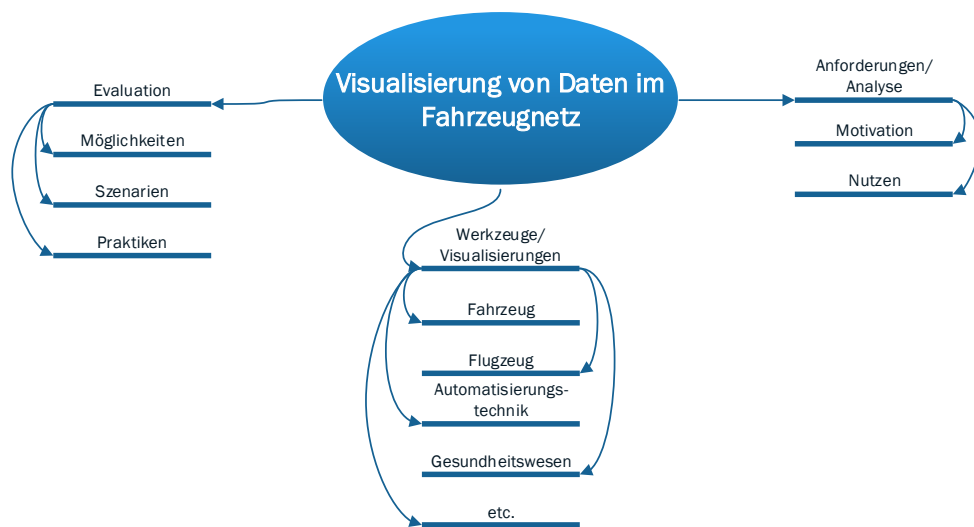 Visualisierung von Daten im
Fahrzeugnetz
Evaluation
Möglichkeiten
Szenarien
Praktiken
Werkzeuge/
Visualisierungen
Fahrzeug
Flugzeug
Automatisierungs-
technik
Gesundheitswesen
etc.
Anforderungen/
Analyse
Motivation
Nutzen